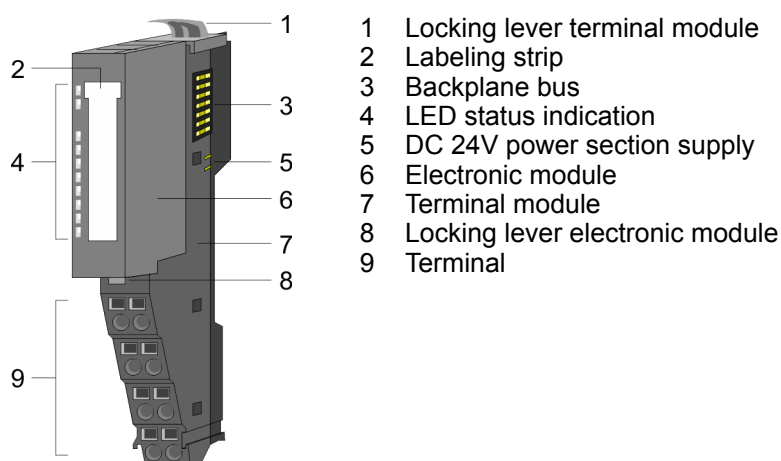 1
2
3
4
5
6
7
8
9
1 Locking lever terminal module
2 Labeling strip
3 Backplane bus
4 LED status indication
5 DC 24V power section supply
6 Electronic module
7 Terminal module
8 Locking lever electronic module
9 Terminal